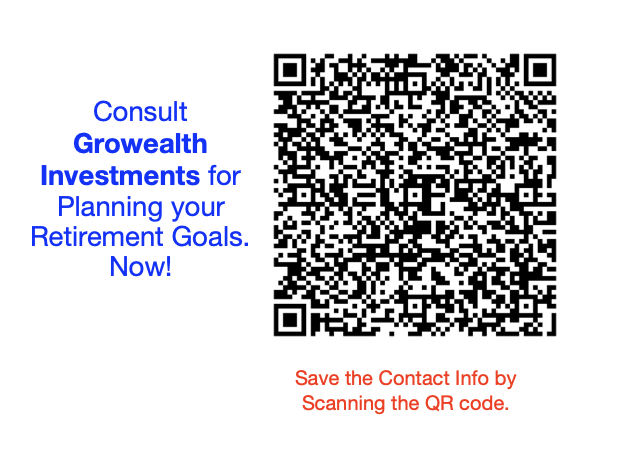 Consult
Growealth
Investments for
Planning your
Retirement Goals.
Now!
Save the Contact Info by
Scanning the QR code.